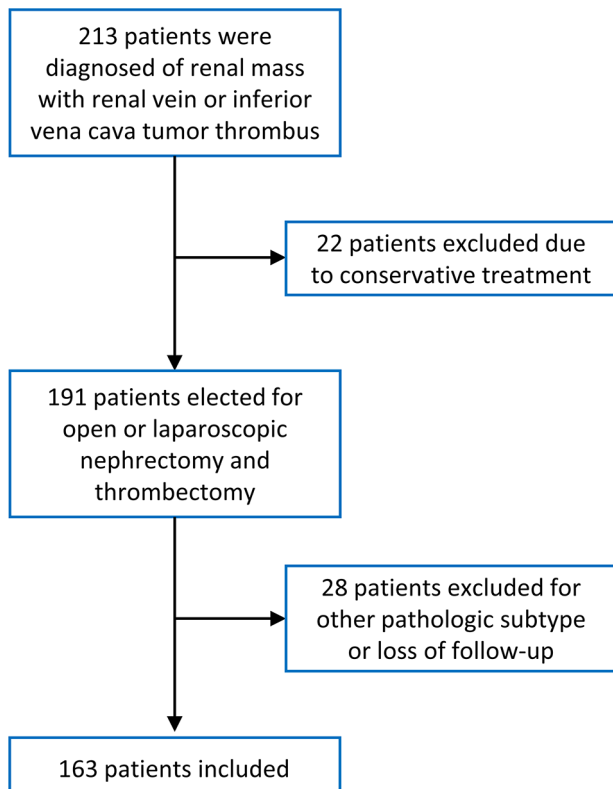 213 patients were
diagnosed of renal mass
with renal vein or inferior
vena cava tumor thrombus
22 patients excluded due
to conservative treatment
191 patients elected for
open or laparoscopic
nephrectomy and
thrombectomy
28 patients excluded for
other pathologic subtype
or loss of follow-up
163 patients included